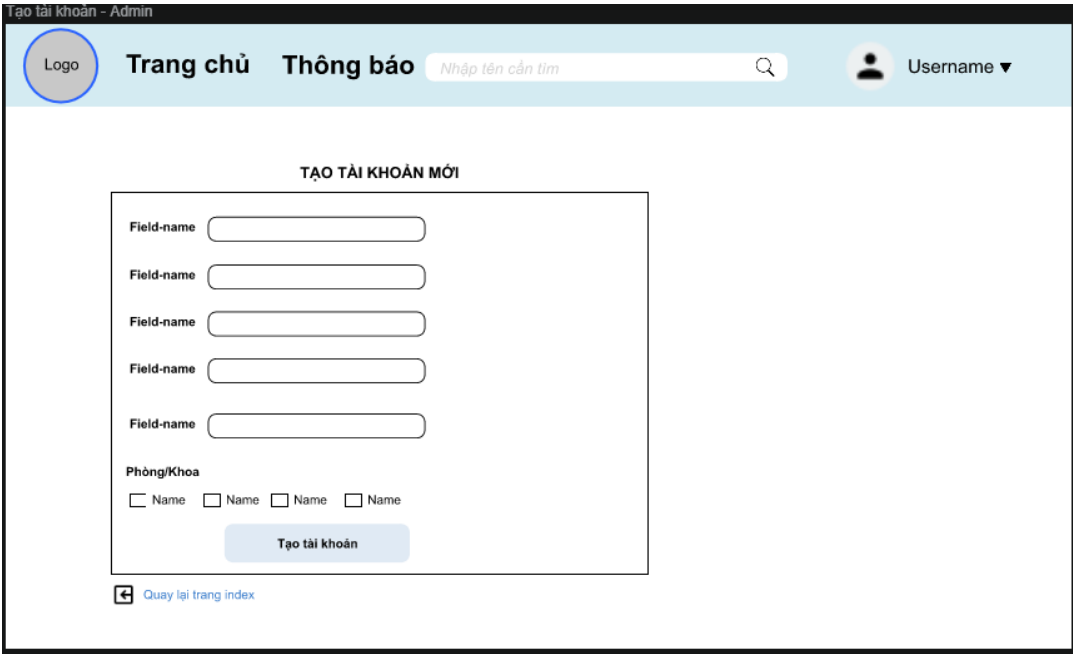 Tạo tài khoản - Admin
Logo Trang chủ Thông báo Nhập tên cần tìm Username ▼
TẠO TÀI KHOẢN MỚI
Field-name
Field-name
Field-name
Field-name
Field-name
Phòng/Khoa
Name Name Name Name
Tạo tài khoản
Quay lại trang index